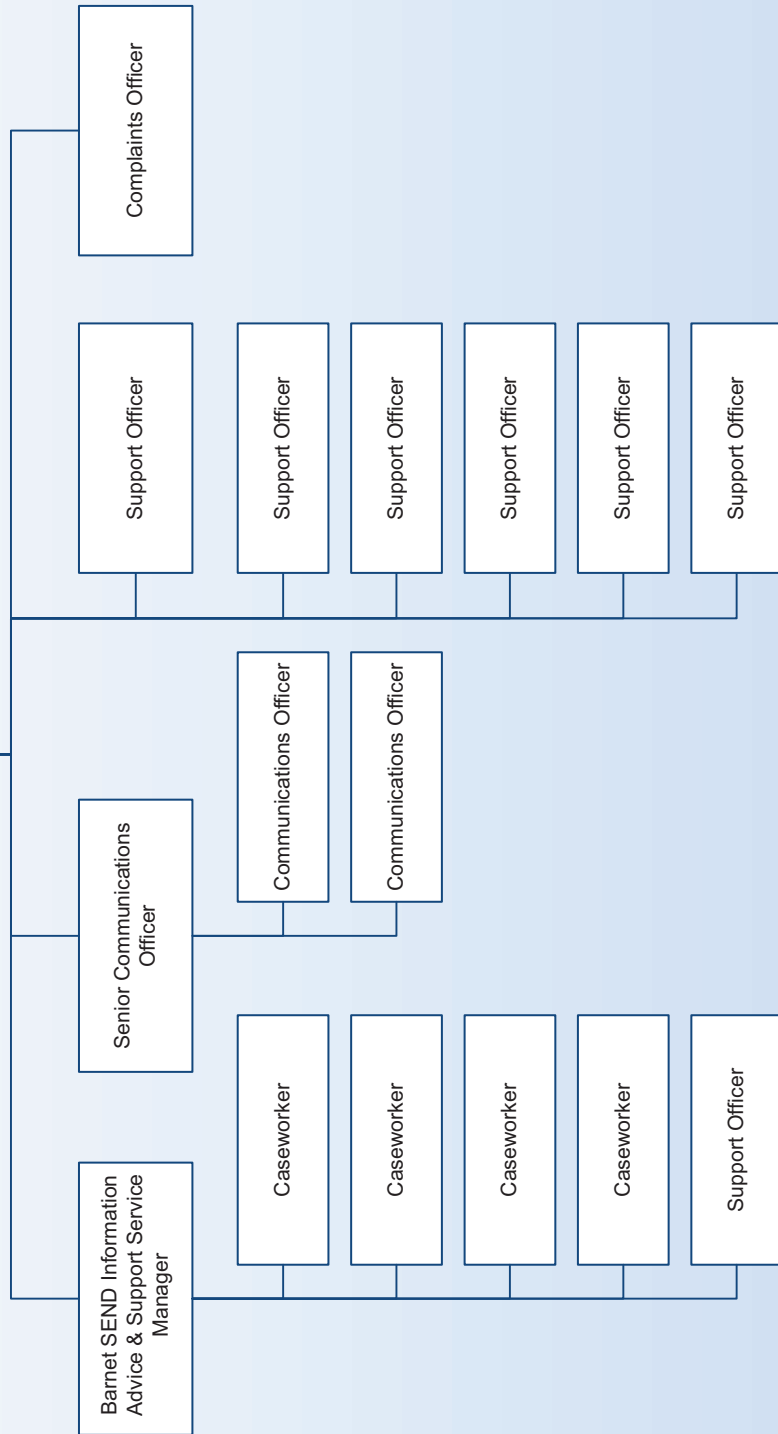 Barnet SEND Information
Advice & Support Service
Manager
Caseworker
Caseworker
Caseworker
Caseworker
Support Officer
Senior Communications
Officer
Communications Officer
Communications Officer
Support Officer
Support Officer
Support Officer
Support Officer
Support Officer
Support Officer
Complaints Officer